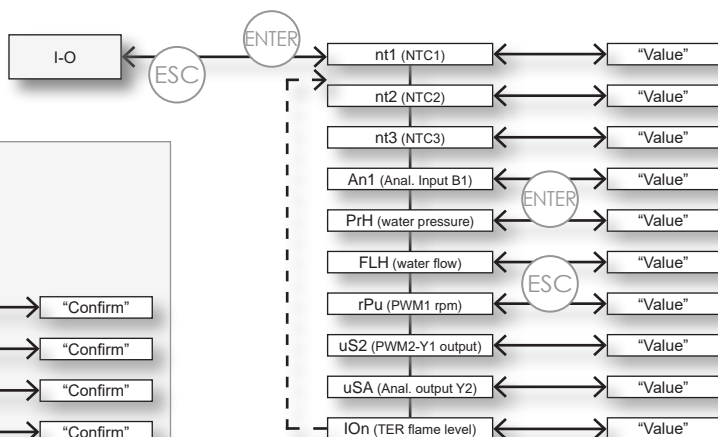 I-O
ESC
ENTER
nt1 (NTC1)
“Value”
nt2 (NTC2)
“Value”
nt3 (NTC3)
“Value”
An1 (Anal. Input B1)
“Value”
ENTER
PrH (water pressure)
“Value”
FLH (water flow)
“Value”
ESC
“Confirm”
rPu (PWM1 rpm)
“Value”
“Confirm”
uS2 (PWM2-Y1 output)
“Value”
“Confirm”
uSA (Anal. output Y2)
“Value”
“Confirm”
IOn (TER flame level)
“Value”